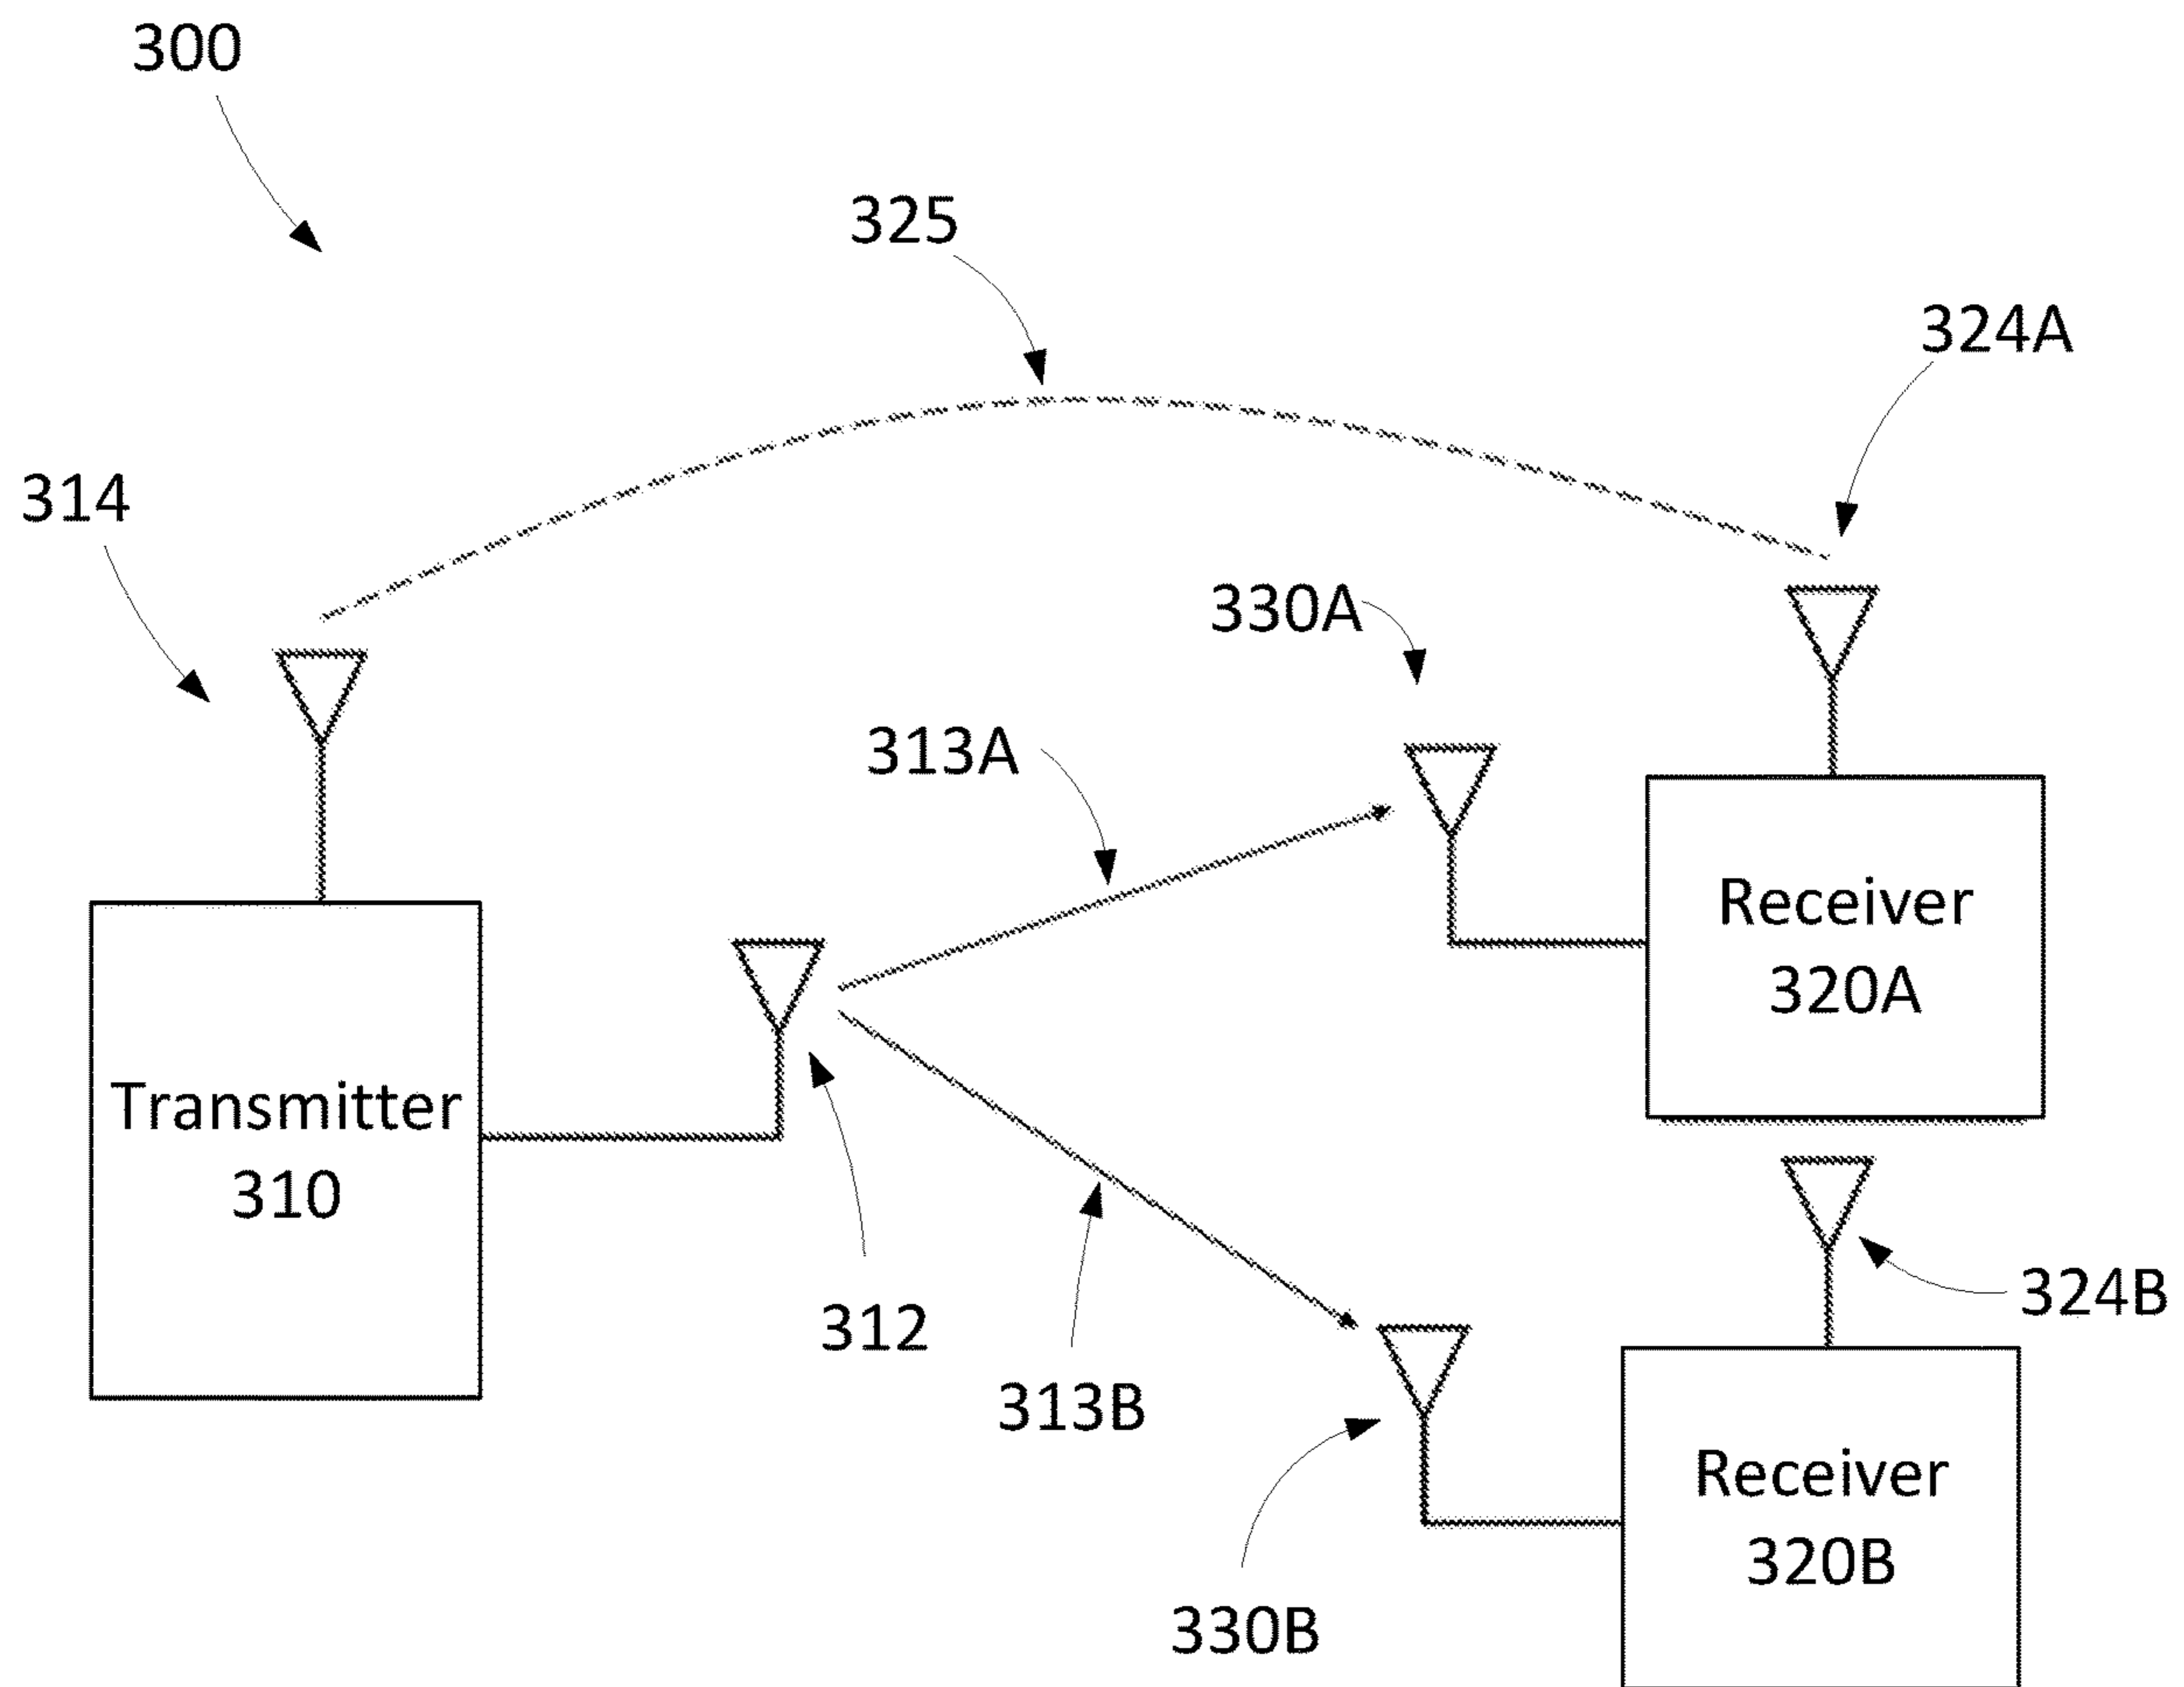 300
325
324A
314
330A
313A
Receiver
320A
Transmitter
310
324B
312
313B
Receiver
320B
330B